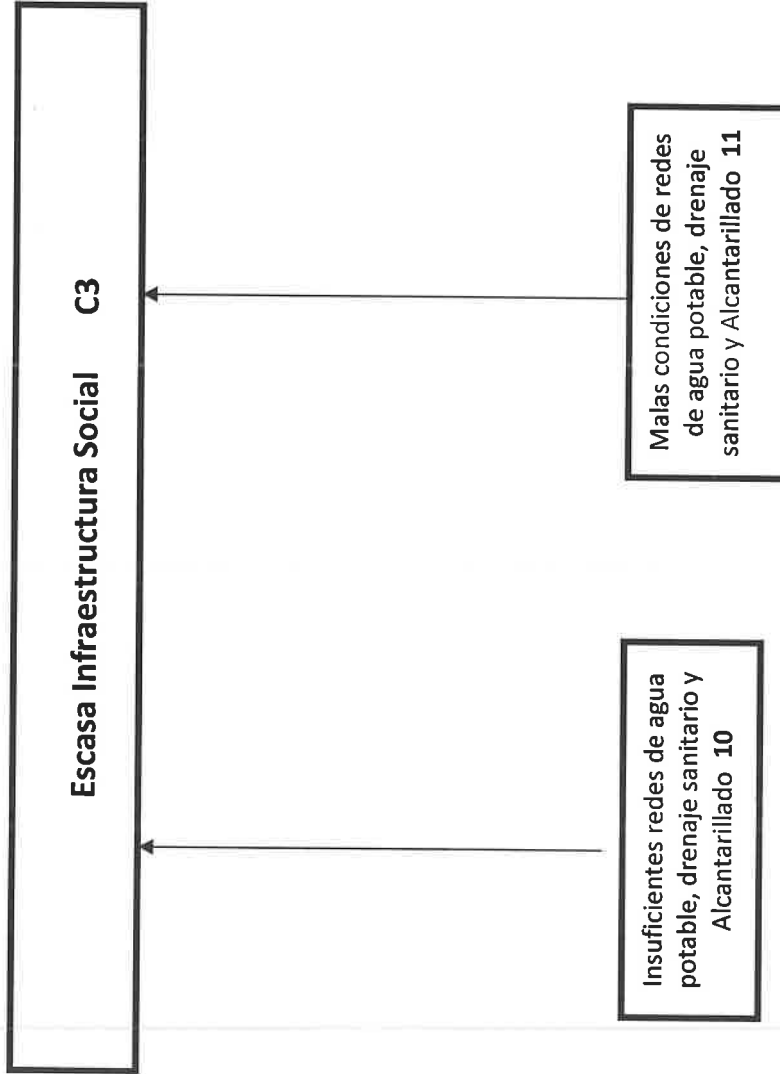 Escasa Infraestructura Social C3
Insuficientes redes de agua
potable, drenaje sanitario y
Alcantarillado 10
Malas condiciones de redes
de agua potable, drenaje
sanitario y Alcantarillado 11